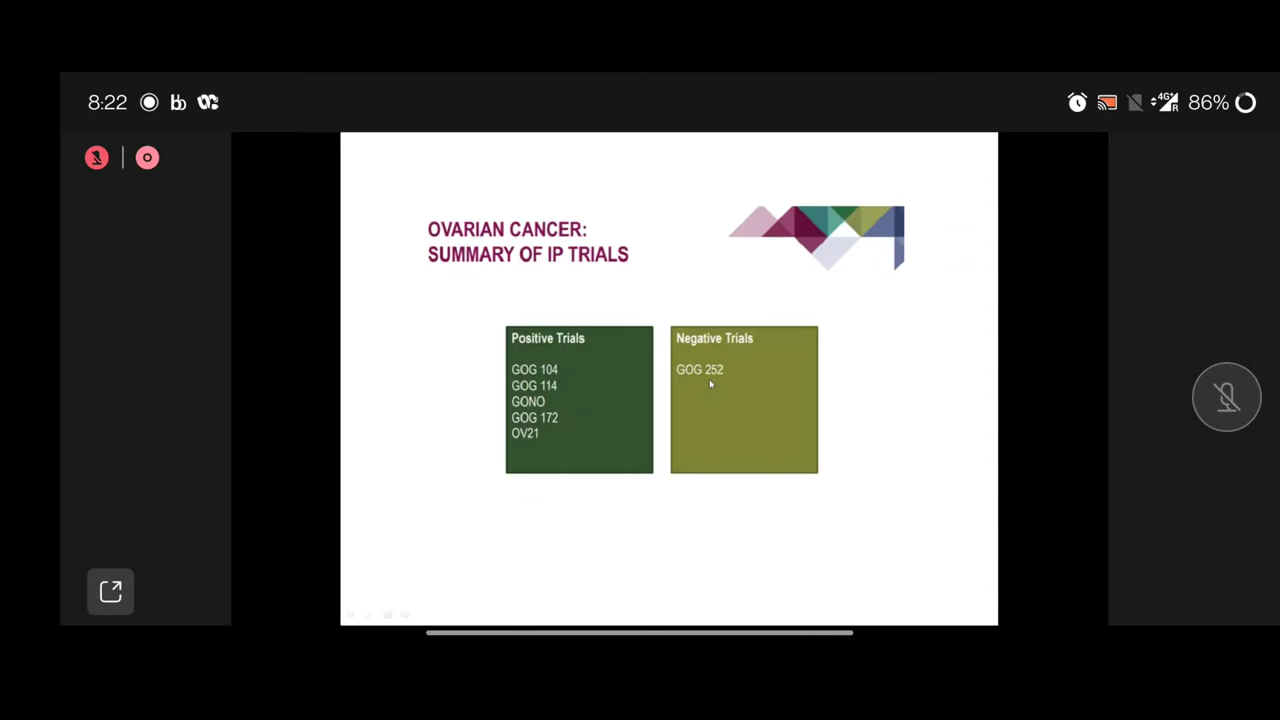 8:22
4G+
R
86%
OVARIAN CANCER:
SUMMARY OF IP TRIALS
Positive Trials
GOG 104
GOG 114
GONO
GOG 172
OV21
Negative Trials
GOG 252